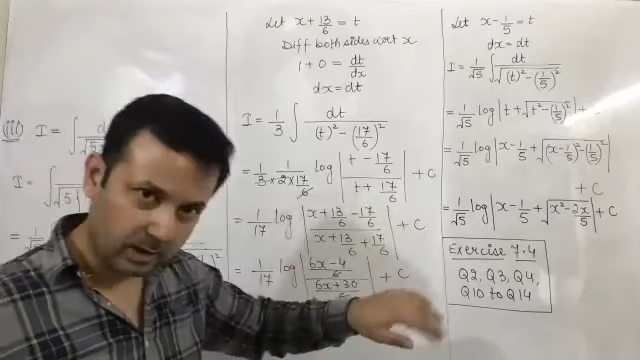 (iii) I = ∫ d
√5
I = ∫
√5
= 1/√5
Let x + 13/6 = t
Diff both sides wrt x
1 + 0 = dt/dx
dx = dt
I = 1/3 ∫ dt / (t)² − (17/6)²
= 1/3 × 1/(2 × 17/6) log | (t − 17/6) / (t + 17/6) | + C
= 1/17 log | (x + 13/6 − 17/6) / (x + 13/6 + 17/6) | + C
= 1/17 log | ((6x − 4)/6) / ((6x + 30)/6) | + C
Let x − 1/5 = t
dx = dt
I = 1/√5 ∫ dt / √((t)² − (1/5)²)
= 1/√5 log | t + √(t² − (1/5)²) | +
= 1/√5 log | x − 1/5 + √((x − 1/5)² − (1/5)²) |
+ C
= 1/√5 log | x − 1/5 + √(x² − 2x/5) | + C
Exercise 7.4
Q2, Q3, Q4,
Q10 to Q14